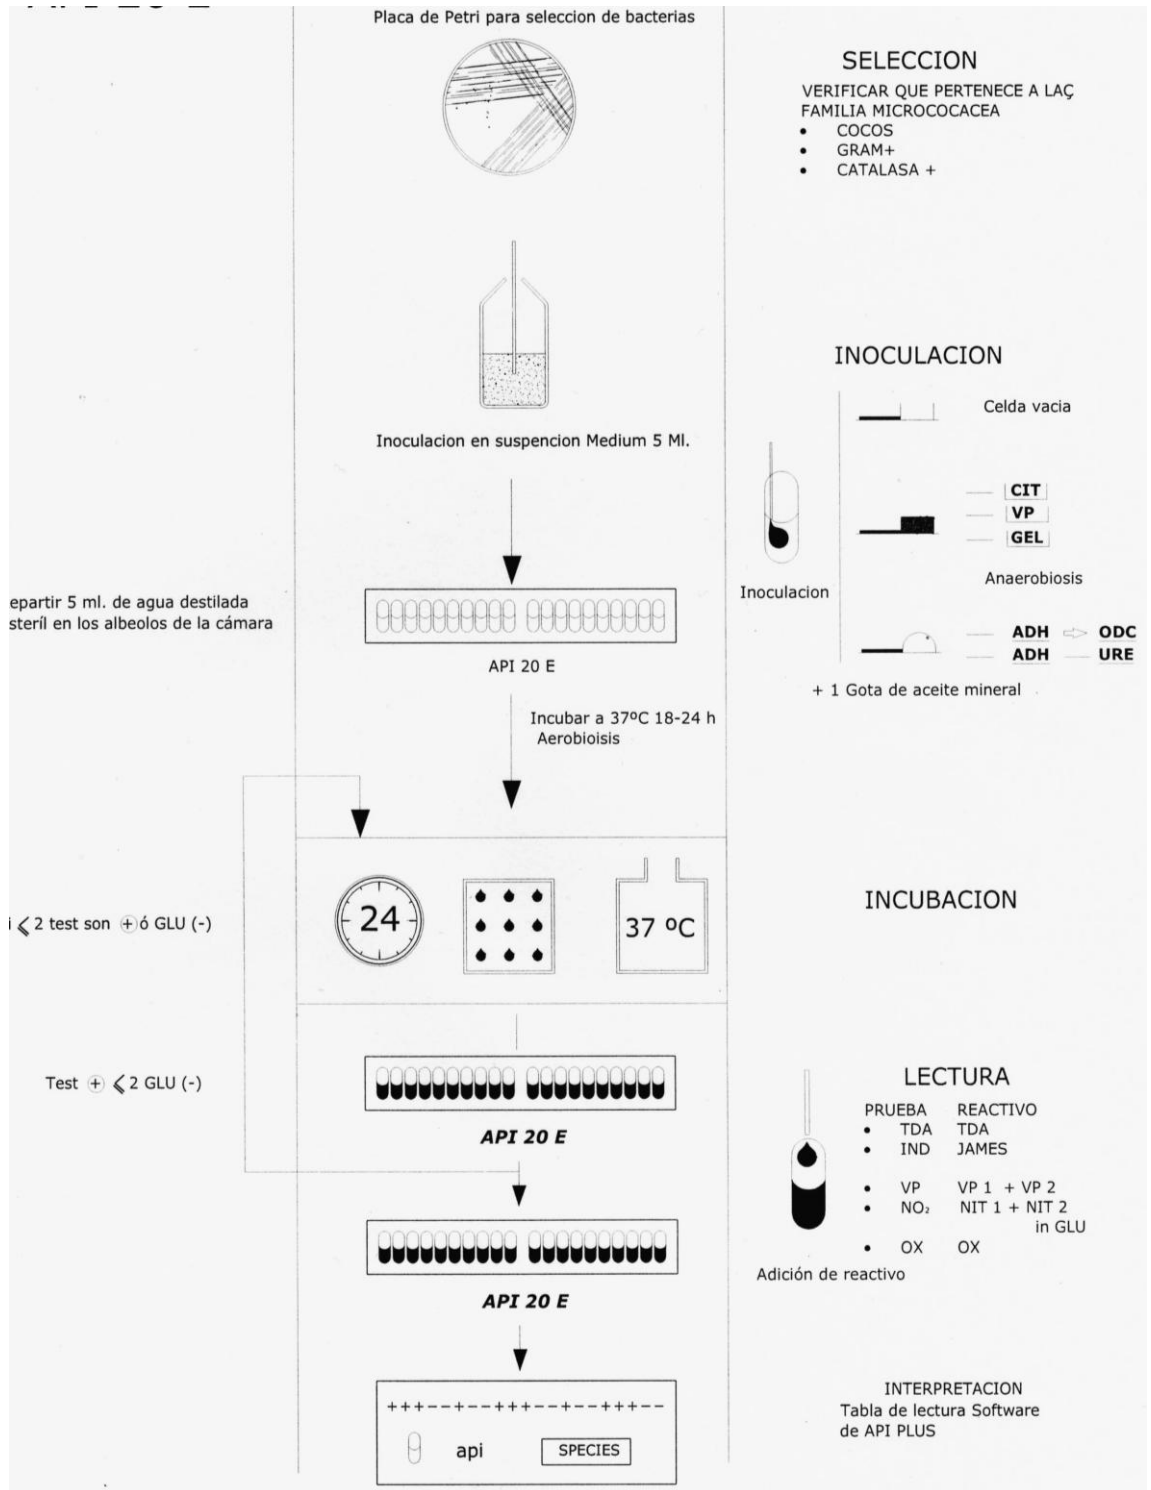 Placa de Petri para seleccion de bacterias
SELECCION
VERIFICAR QUE PERTENECE A LAÇ
FAMILIA MICROCOCACEA
• COCOS
• GRAM+
• CATALASA +
Inoculacion en suspencion Medium 5 Ml.
INOCULACION
Celda vacia
CIT
VP
GEL
Inoculacion
Anaerobiosis
ADH ⇨ ODC
ADH URE
+ 1 Gota de aceite mineral
epartir 5 ml. de agua destilada
steríl en los albeolos de la cámara
API 20 E
Incubar a 37ºC 18-24 h
Aerobioisis
INCUBACION
24
37 ºC
i ⩽ 2 test son ⊕ ó GLU (-)
Test ⊕ ⩽ 2 GLU (-)
API 20 E
LECTURA
PRUEBA REACTIVO
• TDA TDA
• IND JAMES
• VP VP 1 + VP 2
• NO₂ NIT 1 + NIT 2
in GLU
• OX OX
Adición de reactivo
API 20 E
+++--+--+++--+--+++--
api
SPECIES
INTERPRETACION
Tabla de lectura Software
de API PLUS